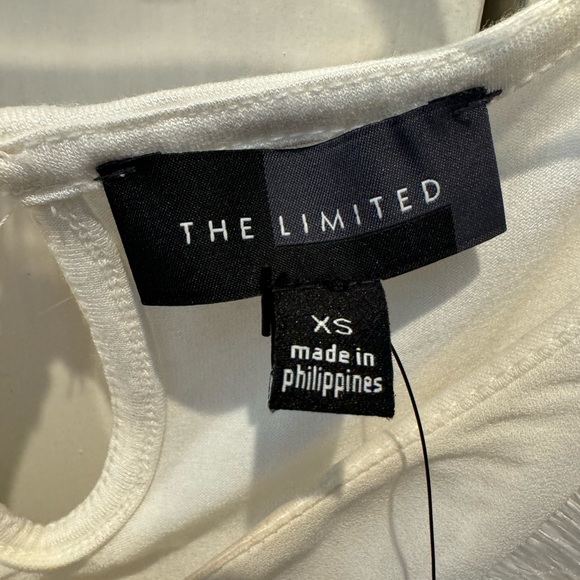 THE LIMITED
XS
made in
philippines